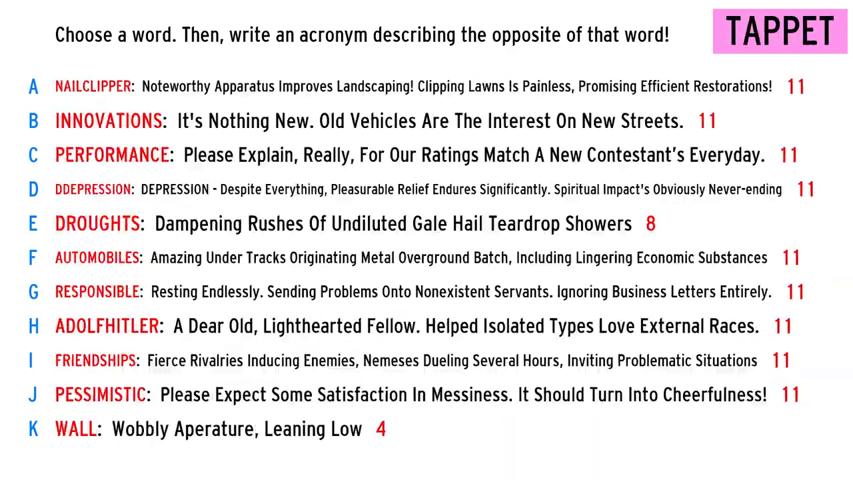 Choose a word. Then, write an acronym describing the opposite of that word!
TAPPET
A NAILCLIPPER: Noteworthy Apparatus Improves Landscaping! Clipping Lawns Is Painless, Promising Efficient Restorations! 11
B INNOVATIONS: It's Nothing New. Old Vehicles Are The Interest On New Streets. 11
C PERFORMANCE: Please Explain, Really, For Our Ratings Match A New Contestant's Everyday. 11
D DDEPRESSION: DEPRESSION - Despite Everything, Pleasurable Relief Endures Significantly. Spiritual Impact's Obviously Never-ending 11
E DROUGHTS: Dampening Rushes Of Undiluted Gale Hail Teardrop Showers 8
F AUTOMOBILES: Amazing Under Tracks Originating Metal Overground Batch, Including Lingering Economic Substances 11
G RESPONSIBLE: Resting Endlessly. Sending Problems Onto Nonexistent Servants. Ignoring Business Letters Entirely. 11
H ADOLFHITLER: A Dear Old, Lighthearted Fellow. Helped Isolated Types Love External Races. 11
I FRIENDSHIPS: Fierce Rivalries Inducing Enemies, Nemeses Dueling Several Hours, Inviting Problematic Situations 11
J PESSIMISTIC: Please Expect Some Satisfaction In Messiness. It Should Turn Into Cheerfulness! 11
K WALL: Wobbly Aperature, Leaning Low 4